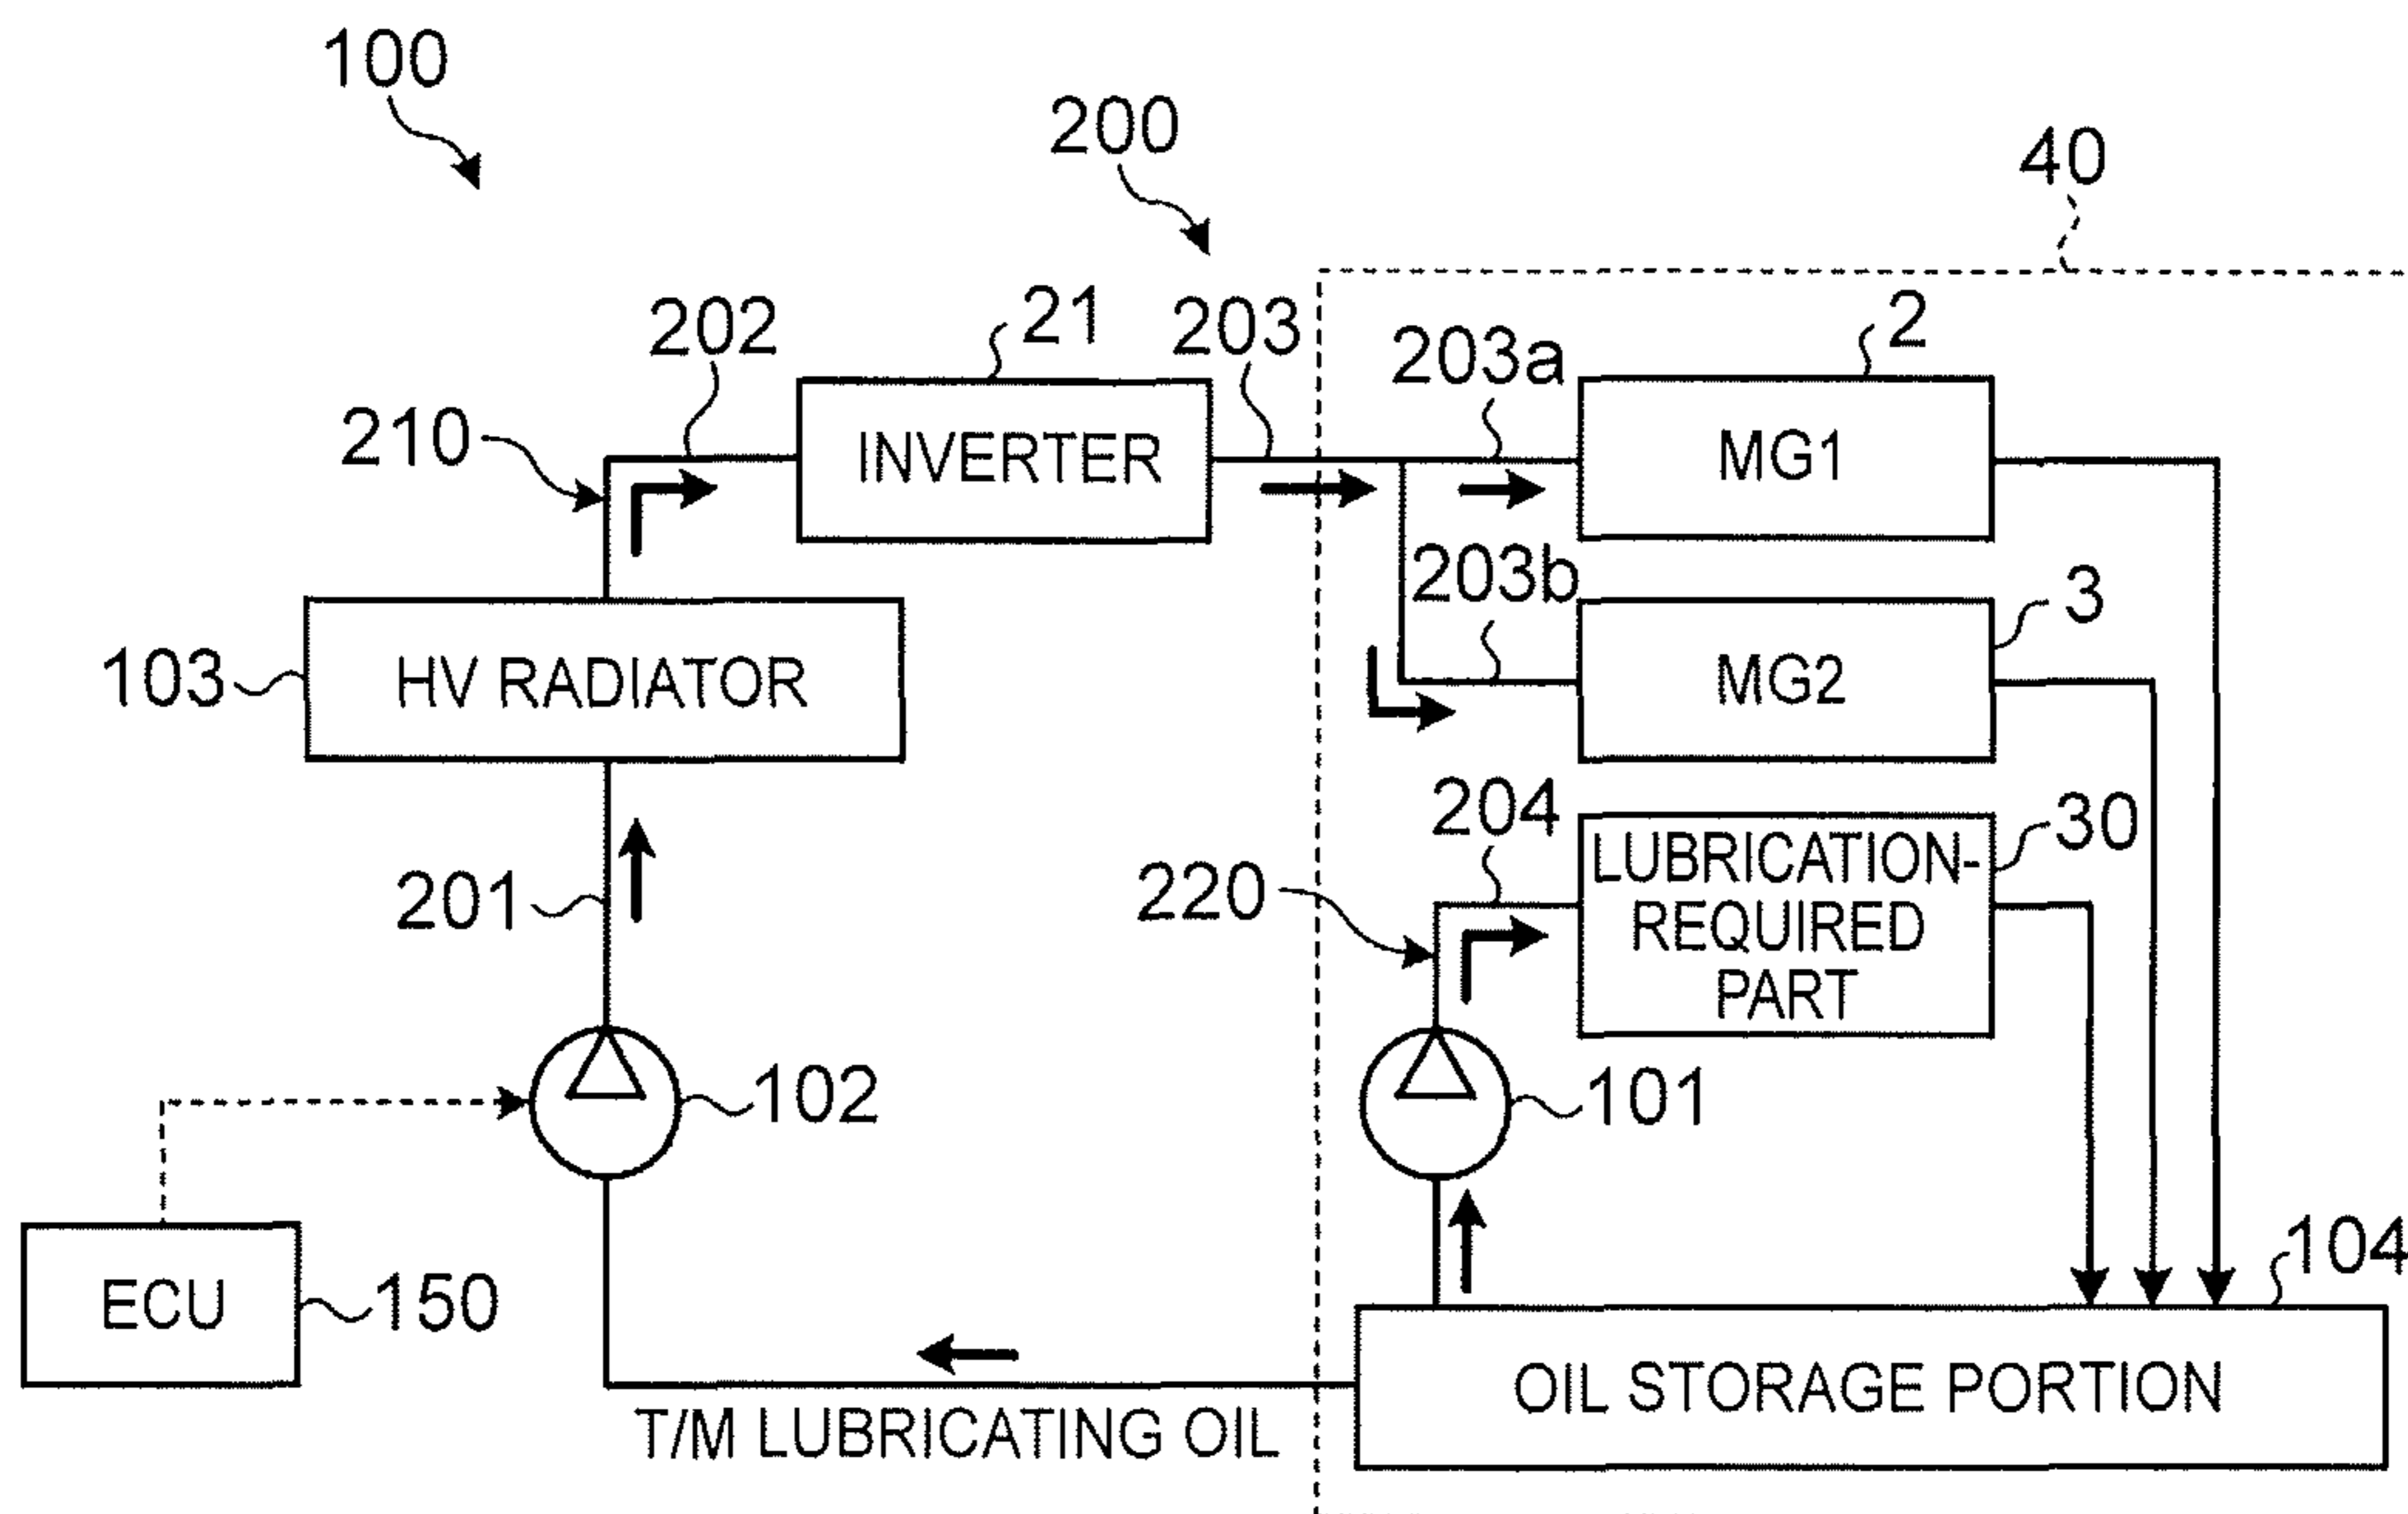 100
200
40
202
21
203
203a
2
210
INVERTER
MG1
203b
3
103
HV RADIATOR
MG2
204
30
LUBRICATION-
REQUIRED
PART
201
220
102
101
ECU
150
104
OIL STORAGE PORTION
T/M LUBRICATING OIL